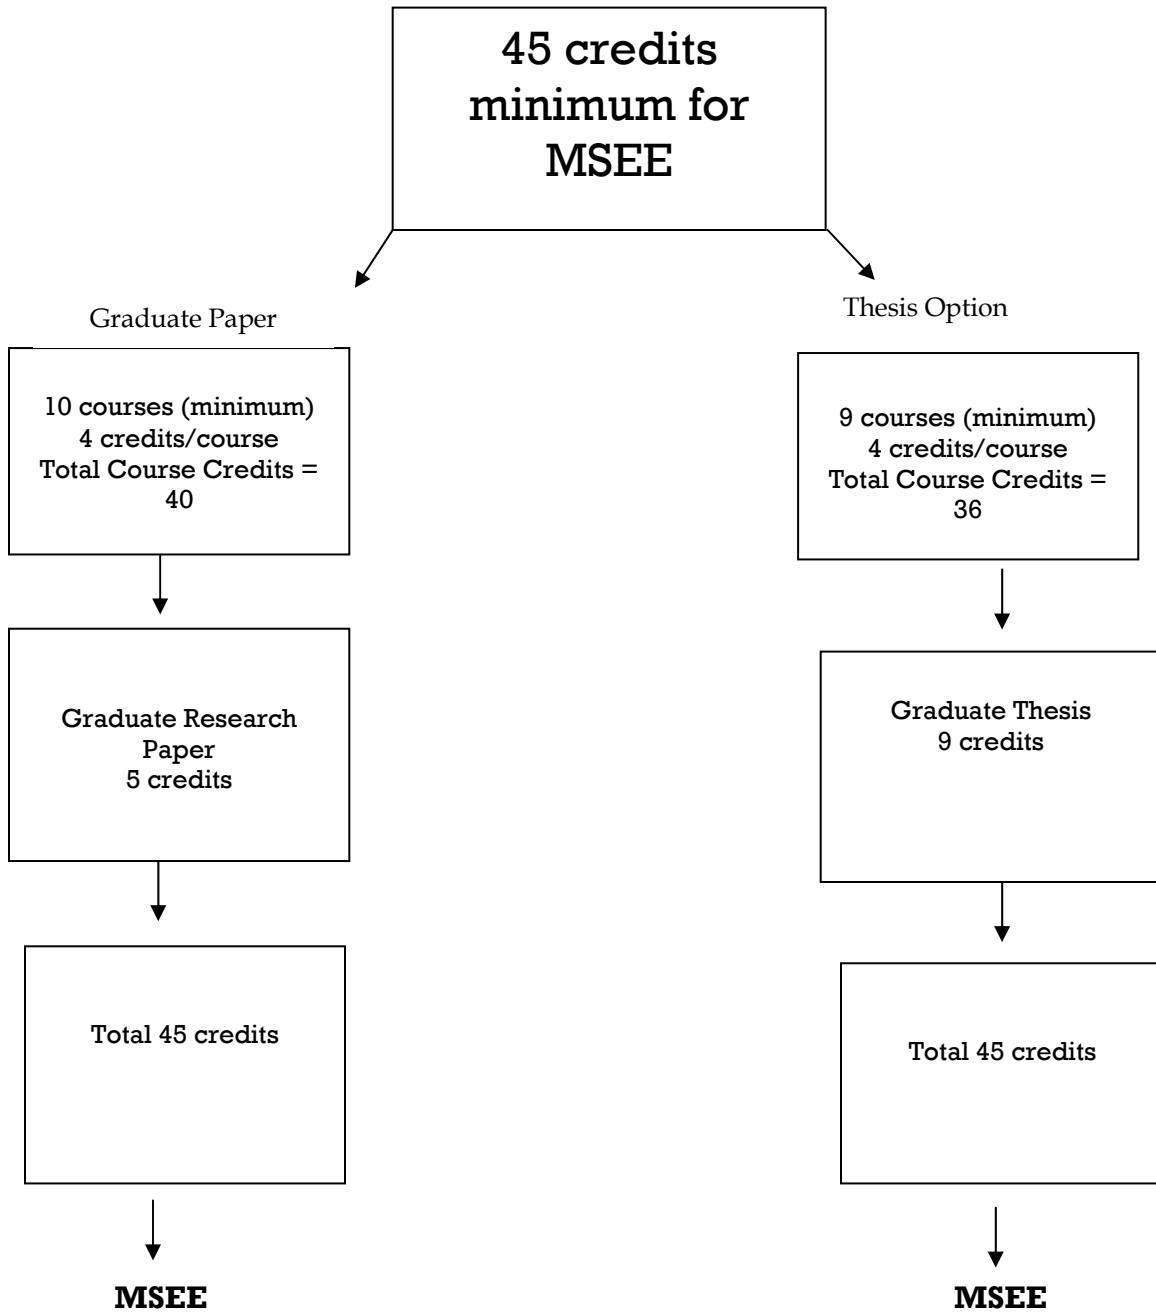 45 credits
minimum for
MSEE
Graduate Paper
10 courses (minimum)
4 credits/course
Total Course Credits =
40
Graduate Research
Paper
5 credits
Total 45 credits
MSEE
Thesis Option
9 courses (minimum)
4 credits/course
Total Course Credits =
36
Graduate Thesis
9 credits
Total 45 credits
MSEE